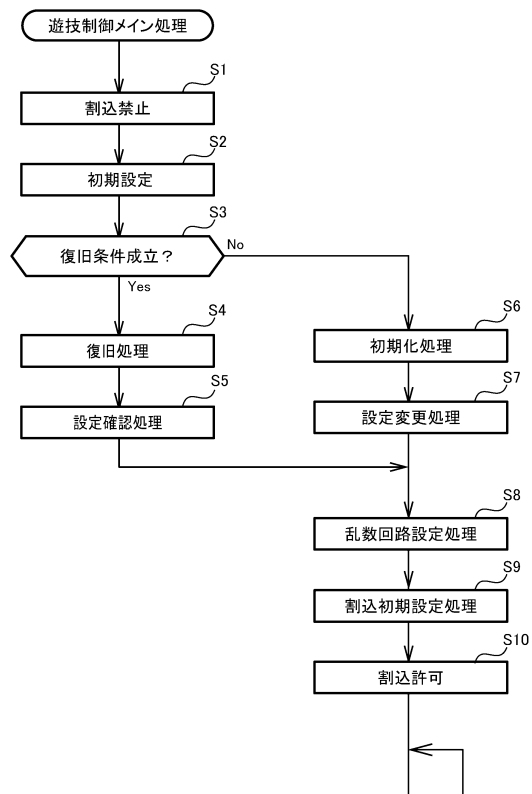 遊技制御メイン処理
S1
割込禁止
S2
初期設定
S3
復旧条件成立？
No
Yes
S4
復旧処理
S5
設定確認処理
S6
初期化処理
S7
設定変更処理
S8
乱数回路設定処理
S9
割込初期設定処理
S10
割込許可